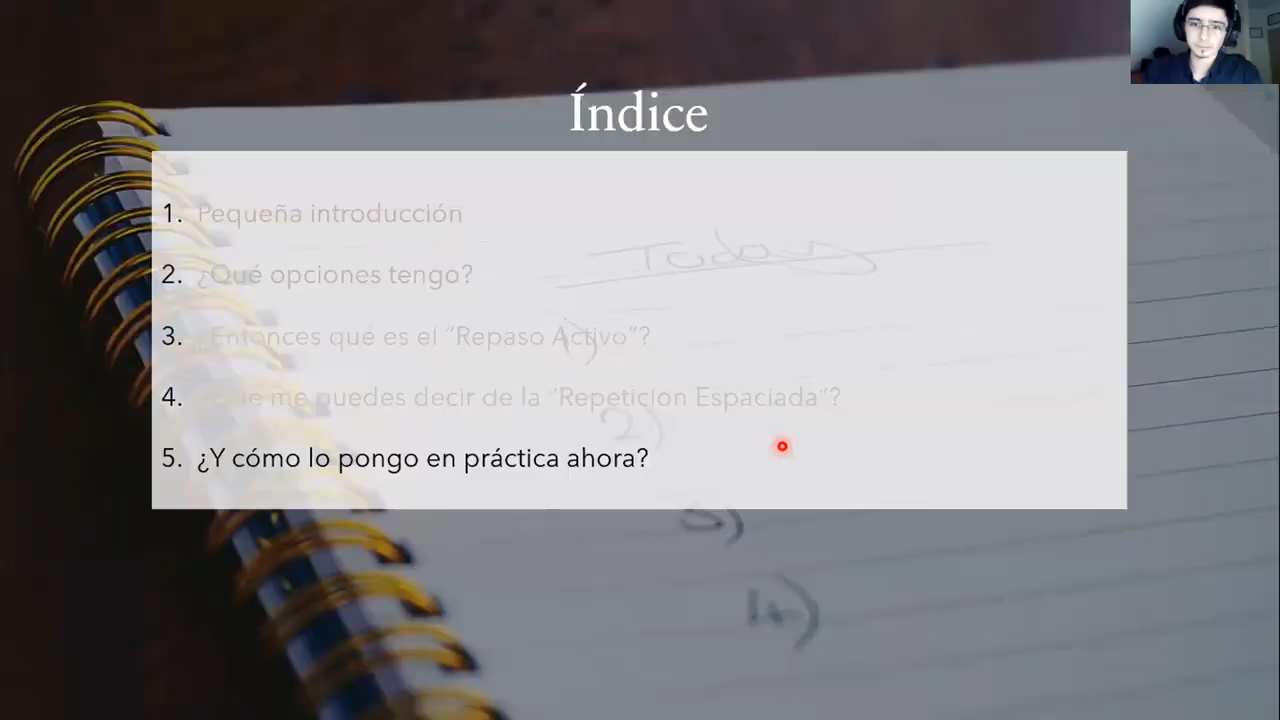 Índice
1. Pequeña introducción
2. ¿Qué opciones tengo?
3. ¿Entonces qué es el “Repaso Activo”?
4. ¿Qué me puedes decir de la “Repeticion Espaciada”?
5. ¿Y cómo lo pongo en práctica ahora?
Today
1)
2)
3)
4)